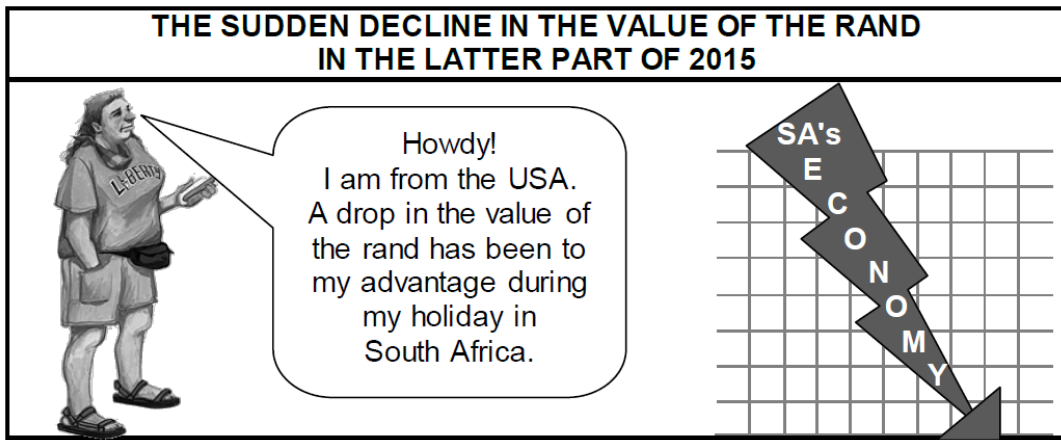 THE SUDDEN DECLINE IN THE VALUE OF THE RAND
IN THE LATTER PART OF 2015
Howdy!
I am from the USA.
A drop in the value of
the rand has been to
my advantage during
my holiday in
South Africa.
LIBERTY
SA's
E
C
O
N
O
M
Y